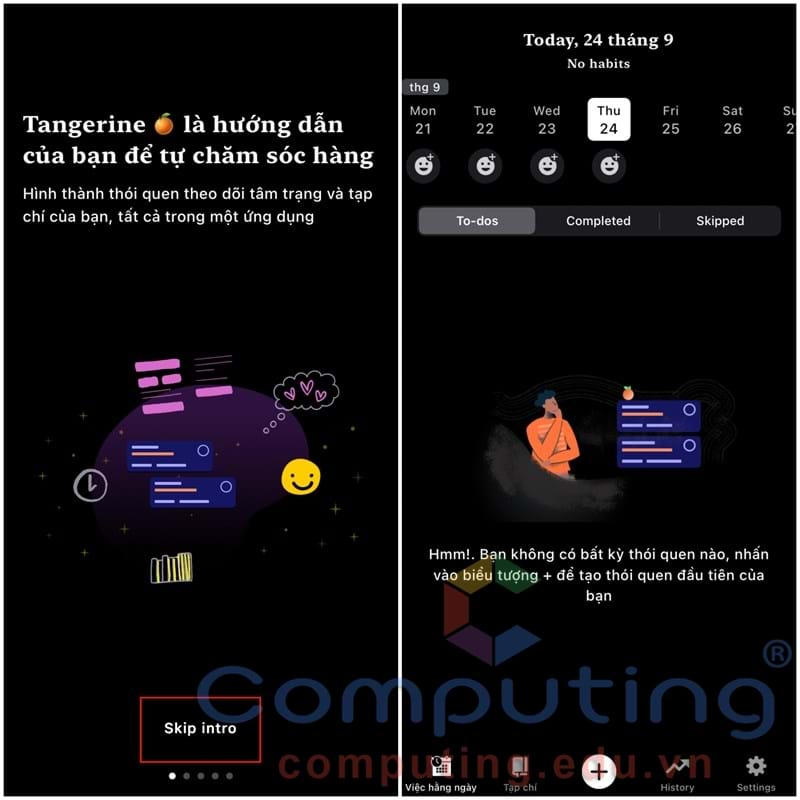 Tangerine 🍊 là hướng dẫn
của bạn để tự chăm sóc hàng
Hình thành thói quen theo dõi tâm trạng và tạp
chí của bạn, tất cả trong một ứng dụng
Skip intro
Today, 24 tháng 9
No habits
thg 9
Mon Tue Wed Thu Fri Sat Su
21 22 23 24 25 26 2
To-dos Completed Skipped
Hmm!. Bạn không có bất kỳ thói quen nào, nhấn
vào biểu tượng + để tạo thói quen đầu tiên của
bạn
Computing ®
computing.edu.vn
Việc hằng ngày Tạp chí History Settings